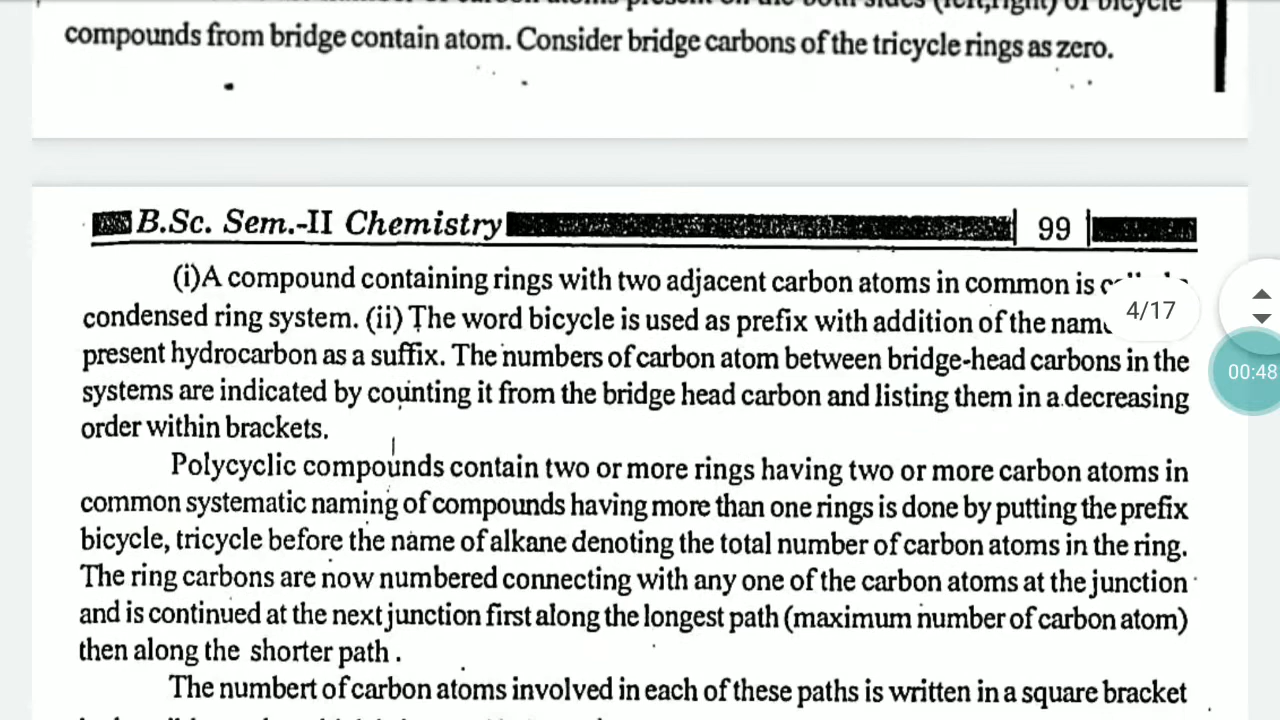 compounds from bridge contain atom. Consider bridge carbons of the tricycle rings as zero.
B.Sc. Sem.-II Chemistry 99
(i)A compound containing rings with two adjacent carbon atoms in common is
4/17
condensed ring system. (ii) The word bicycle is used as prefix with addition of the
present hydrocarbon as a suffix. The numbers of carbon atom between bridge-head carbons in the
00:48
systems are indicated by counting it from the bridge head carbon and listing them in a decreasing
order within brackets.
Polycyclic compounds contain two or more rings having two or more carbon atoms in
common systematic naming of compounds having more than one rings is done by putting the prefix
bicycle, tricycle before the name of alkane denoting the total number of carbon atoms in the ring.
The ring carbons are now numbered connecting with any one of the carbon atoms at the junction
and is continued at the next junction first along the longest path (maximum number of carbon atom)
then along the shorter path .
The numbert of carbon atoms involved in each of these paths is written in a square bracket